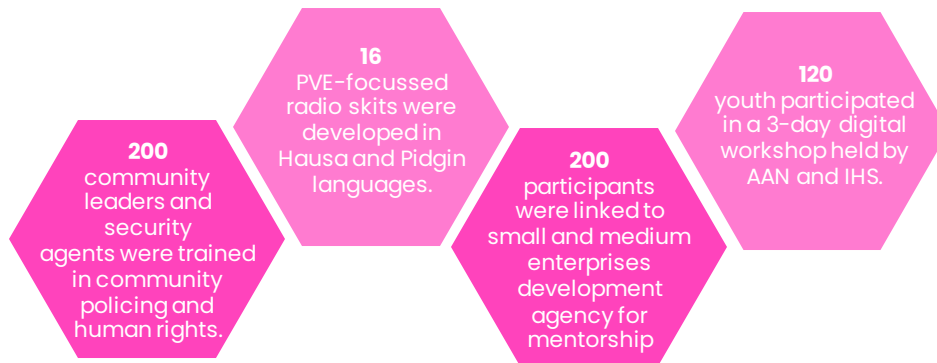 200
community
leaders and
security
agents were trained
in community
policing and
human rights.
16
PVE-focussed
radio skits were
developed in
Hausa and Pidgin
languages.
200
participants
were linked to
small and medium
enterprises
development
agency for
mentorship
120
youth participated
in a 3-day digital
workshop held by
AAN and IHS.